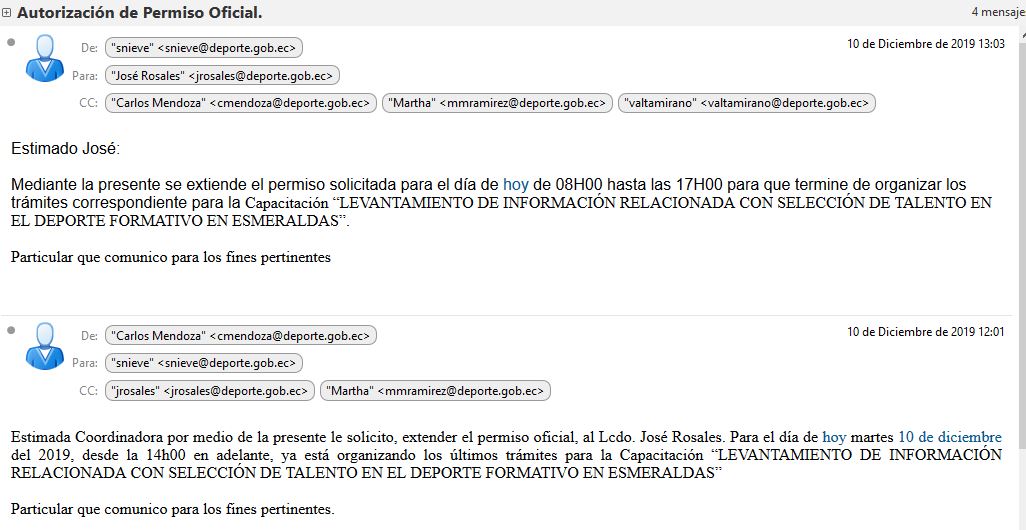 Autorización de Permiso Oficial.
4 mensaje
De: "snieve" <snieve@deporte.gob.ec>
10 de Diciembre de 2019 13:03
Para: "José Rosales" <jrosales@deporte.gob.ec>
CC: "Carlos Mendoza" <cmendoza@deporte.gob.ec> "Martha" <mmramirez@deporte.gob.ec> "valtamirano" <valtamirano@deporte.gob.ec>
Estimado José:
Mediante la presente se extiende el permiso solicitada para el día de hoy de 08H00 hasta las 17H00 para que termine de organizar los
trámites correspondiente para la Capacitación “LEVANTAMIENTO DE INFORMACIÓN RELACIONADA CON SELECCIÓN DE TALENTO EN
EL DEPORTE FORMATIVO EN ESMERALDAS”.
Particular que comunico para los fínes pertinentes
De: "Carlos Mendoza" <cmendoza@deporte.gob.ec>
10 de Diciembre de 2019 12:01
Para: "snieve" <snieve@deporte.gob.ec>
CC: "jrosales" <jrosales@deporte.gob.ec> "Martha" <mmramirez@deporte.gob.ec>
Estimada Coordinadora por medio de la presente le solicito, extender el permiso oficial, al Lcdo. José Rosales. Para el día de hoy martes 10 de diciembre
del 2019, desde la 14h00 en adelante, ya está organizando los últimos trámites para la Capacitación “LEVANTAMIENTO DE INFORMACIÓN
RELACIONADA CON SELECCIÓN DE TALENTO EN EL DEPORTE FORMATIVO EN ESMERALDAS”
Particular que comunico para los fínes pertinentes.